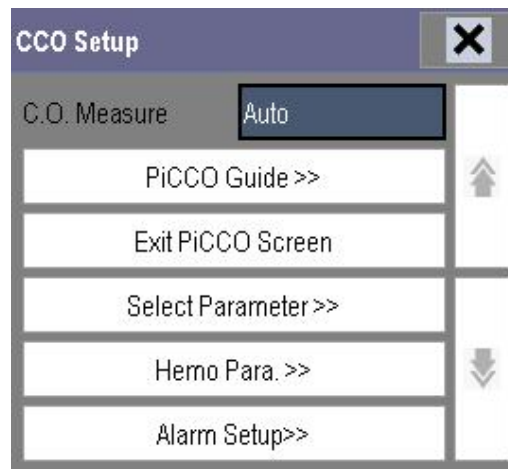 CCO Setup
C.O. Measure Auto
PiCCO Guide >>
Exit PiCCO Screen
Select Parameter >>
Hemo Para. >>
Alarm Setup>>